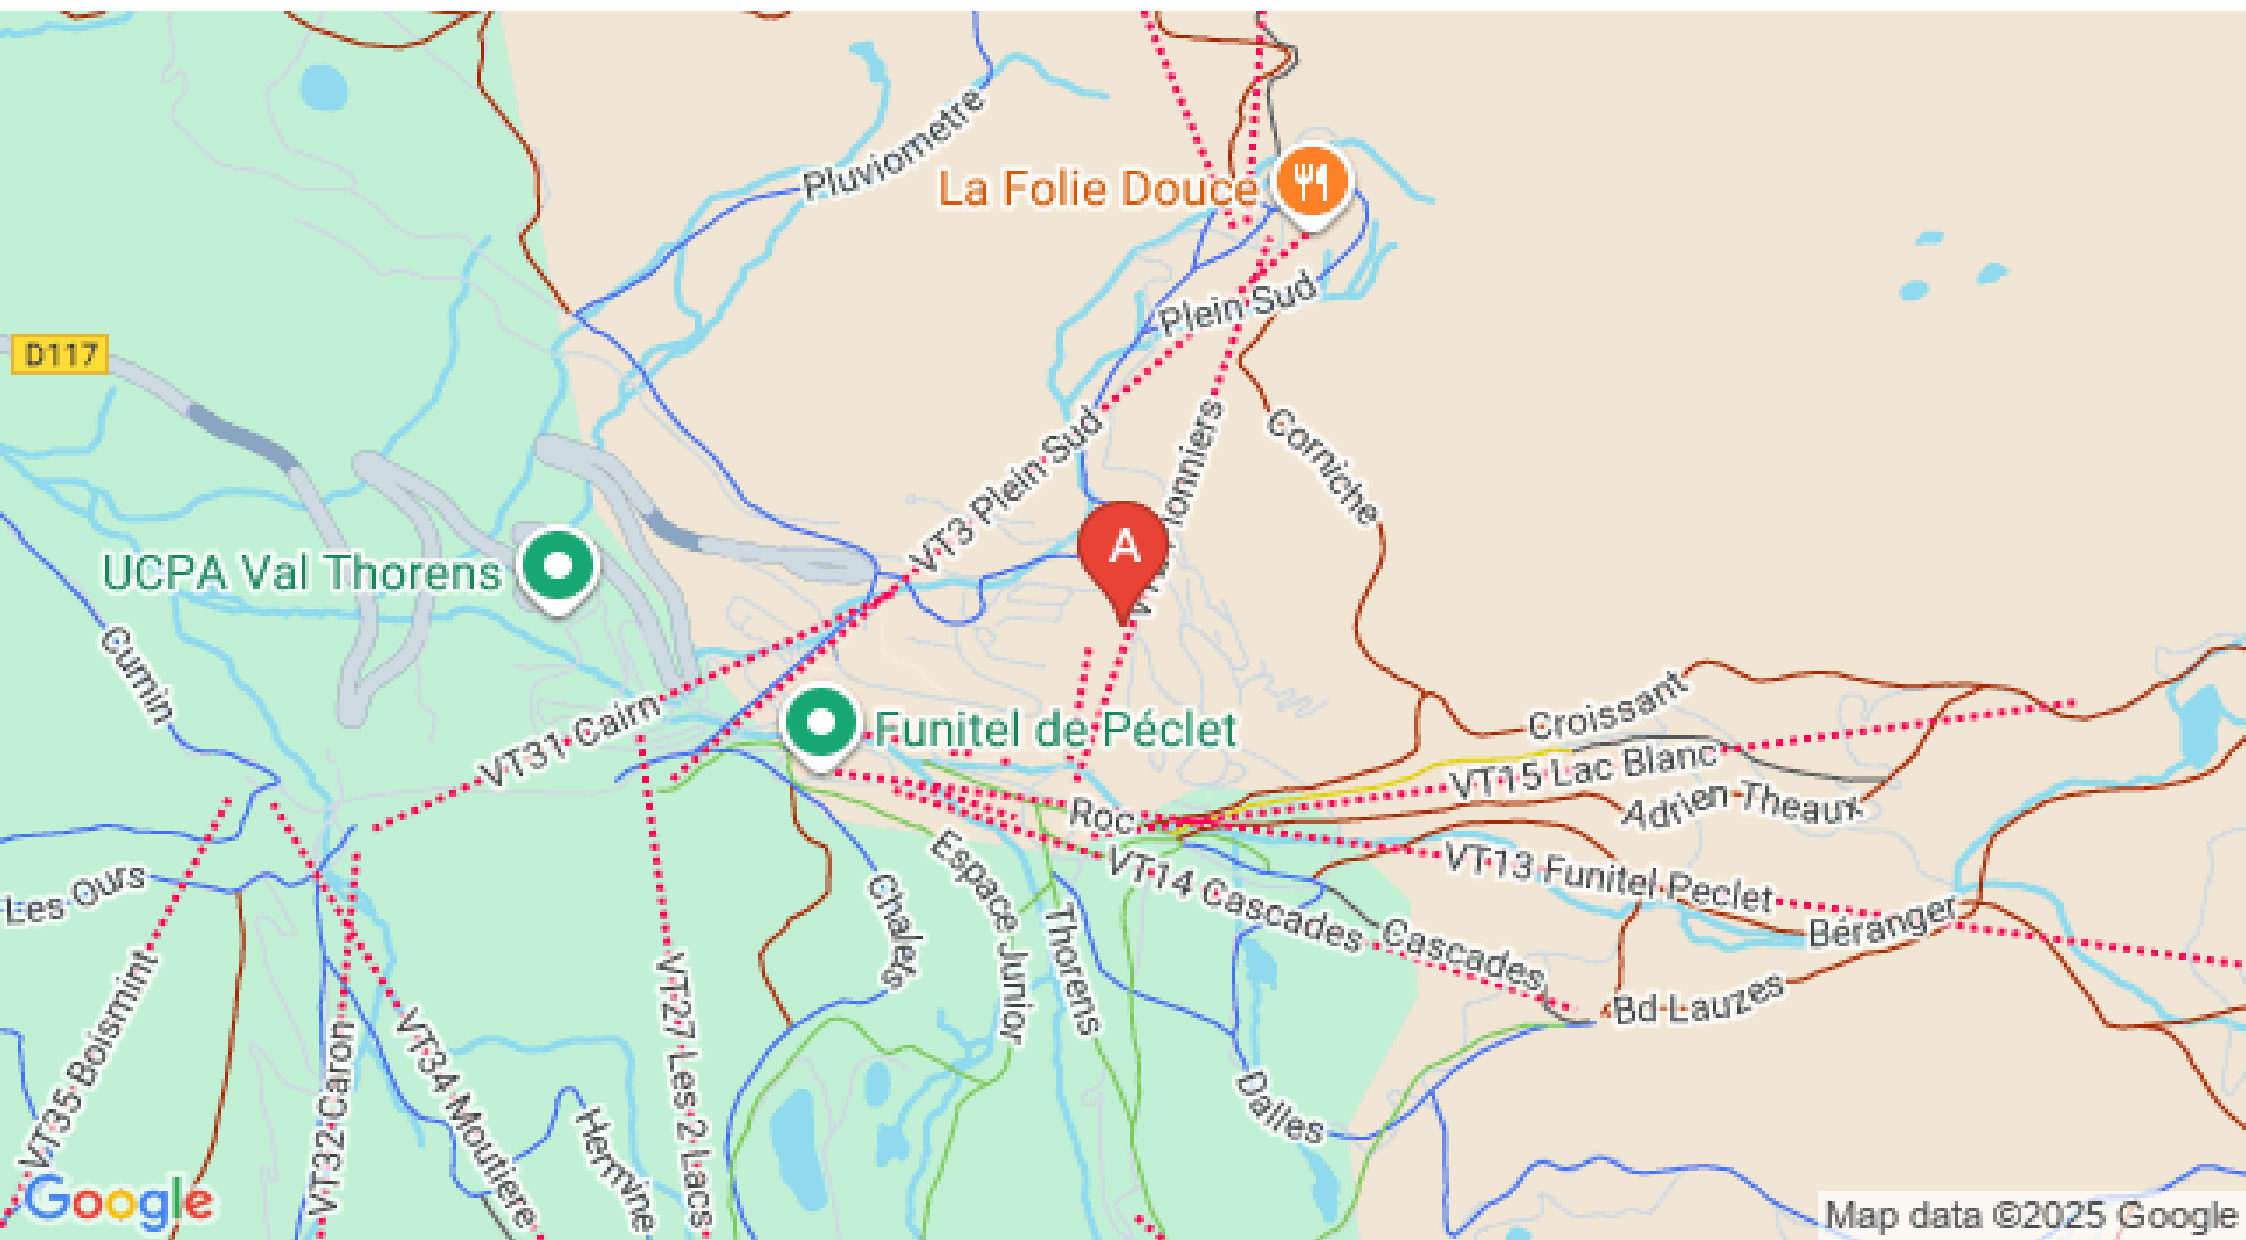 Pluviometre
La Folie Douce
Plein Sud
D117
VT3 Plein Sud
Corniche
A
UCPA Val Thorens
Cumin
VT31 Cairn
Funitel de Péclet
Croissant
VT15 Lac Blanc
Adrien Theaux
Roc
VT13 Funitel Peclet
VT14 Cascades
Cascades
Béranger
Bd Lauzes
Les Ours
Chalets
Espace Junior
Thorens
Dalles
VT35 Boismint
VT32 Caron
VT34 Moutiere
Hermine
VT27 Les 2 Lacs
Google
Map data ©2025 Google